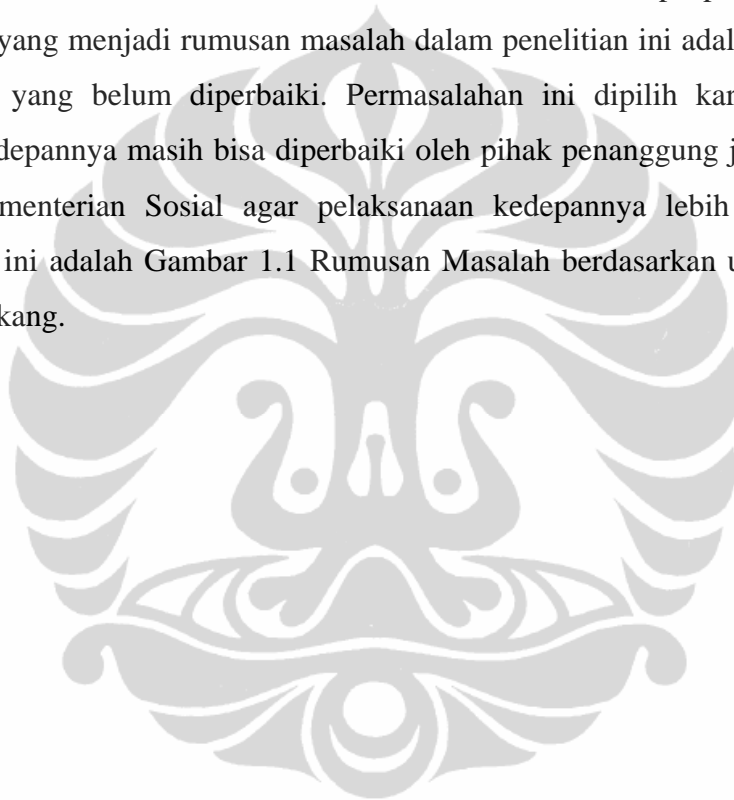 yang menjadi rumusan masalah dalam penelitian ini adal
yang belum diperbaiki. Permasalahan ini dipilih kar
depannya masih bisa diperbaiki oleh pihak penanggung j
menterian Sosial agar pelaksanaan kedepannya lebih
ini adalah Gambar 1.1 Rumusan Masalah berdasarkan u
kang.